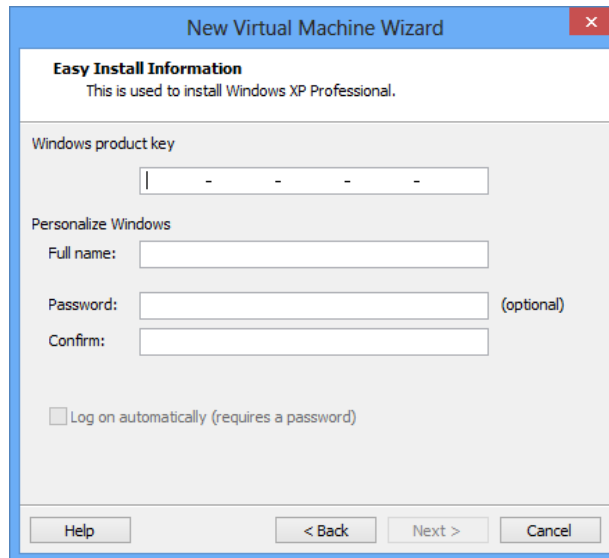 New Virtual Machine Wizard
Easy Install Information
This is used to install Windows XP Professional.
Windows product key
- - - -
Personalize Windows
Full name:
Password: (optional)
Confirm:
Log on automatically (requires a password)
Help < Back Next > Cancel